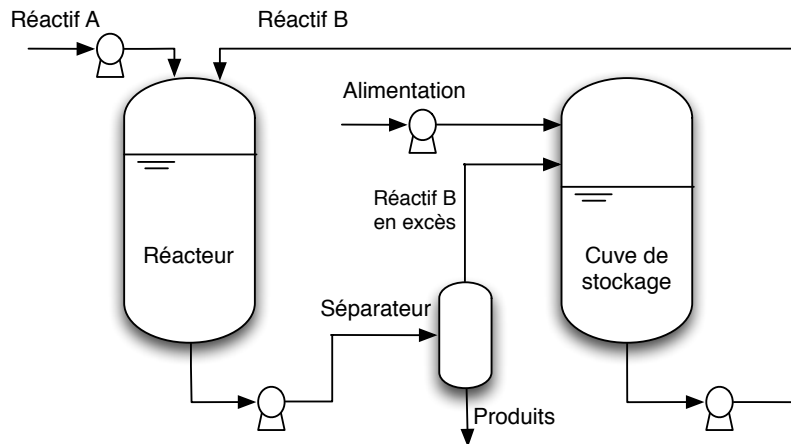 Réactif A
Réactif B
Alimentation
Réactif B
en excès
Réacteur
Cuve de
stockage
Séparateur
Produits